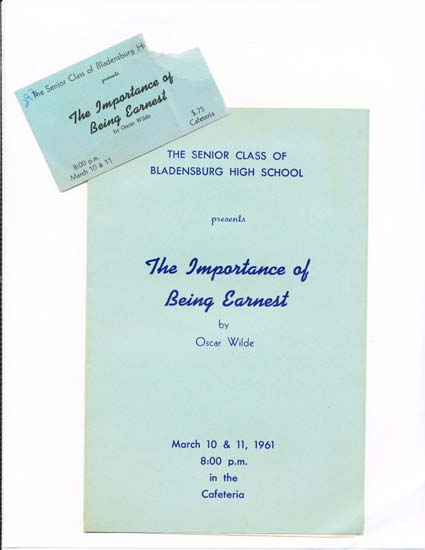 The Senior Class of Bladensburg Hi
presents
The Importance of
Being Earnest
by Oscar Wilde
$.75
Cafeteria
8:00 p.m.
March 10 & 11
THE SENIOR CLASS OF
BLADENSBURG HIGH SCHOOL
presents
The Importance of
Being Earnest
by
Oscar Wilde
March 10 & 11, 1961
8:00 p.m.
in the
Cafeteria